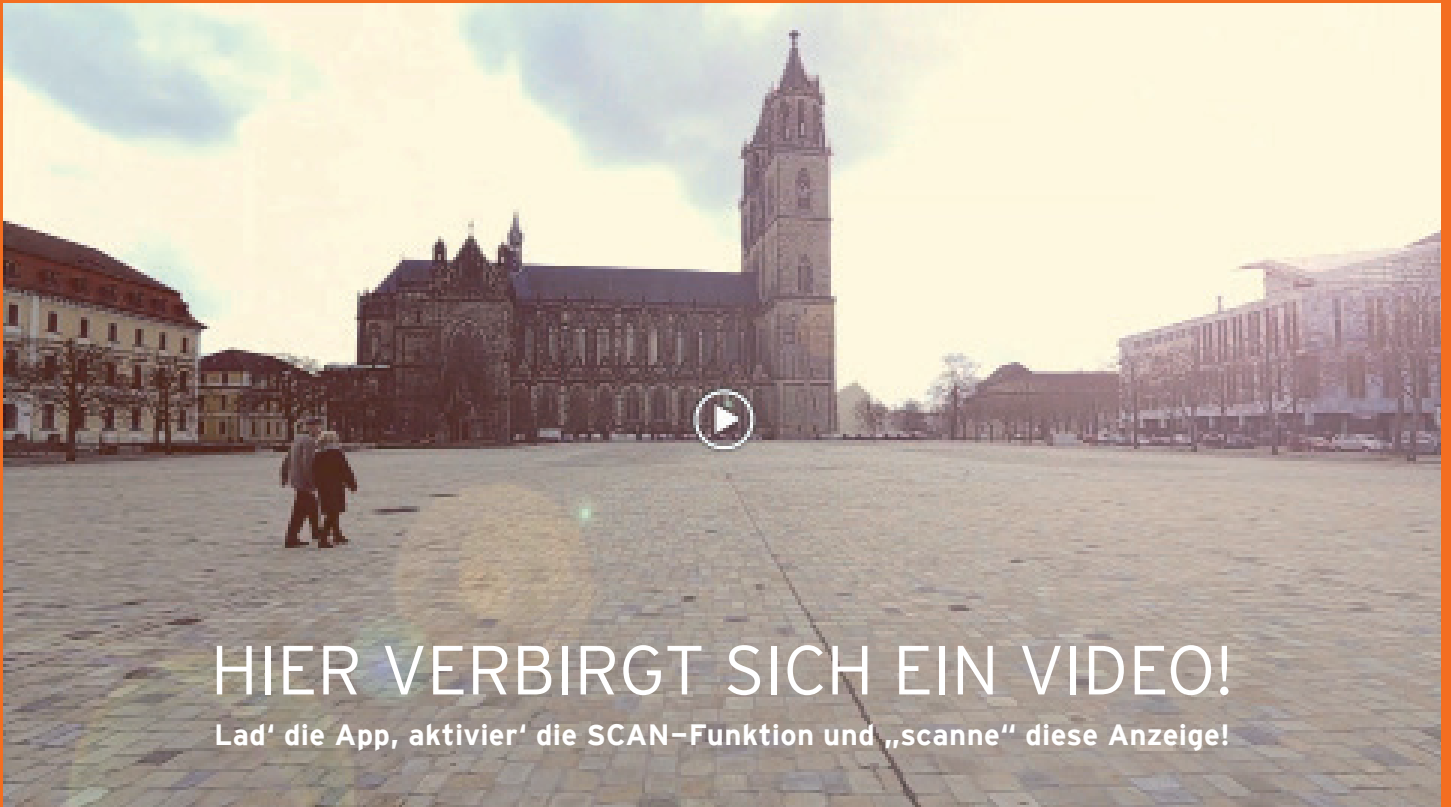 HIER VERBIRGT SICH EIN VIDEO!
Lad‘ die App, aktivier‘ die SCAN–Funktion und „scanne“ diese Anzeige!